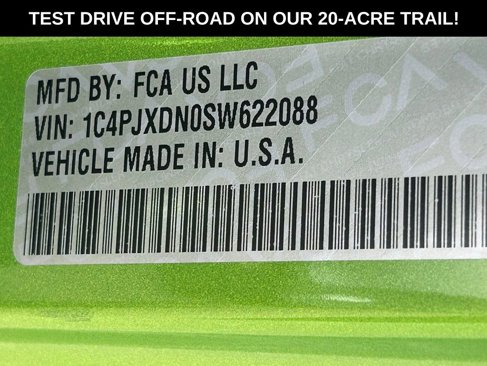 TEST DRIVE OFF-ROAD ON OUR 20-ACRE TRAIL!
MFD BY: FCA US LLC
VIN: 1C4PJXDN0SW622088
VEHICLE MADE IN: U.S.A.
FCA